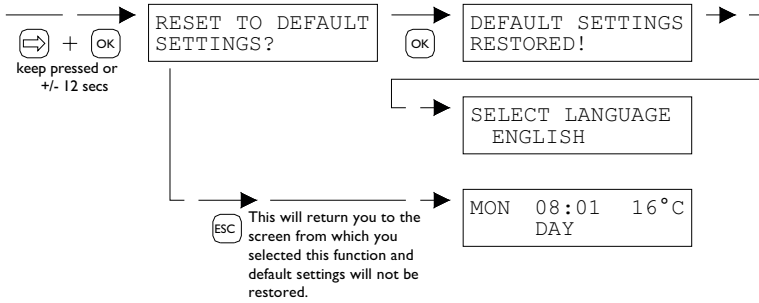 RESET TO DEFAULT
SETTINGS?
DEFAULT SETTINGS
RESTORED!
+ OK
OK
keep pressed or
+/- 12 secs
SELECT LANGUAGE
ENGLISH
MON 08:01 16°C
DAY
ESC
This will return you to the
screen from which you
selected this function and
default settings will not be
restored.